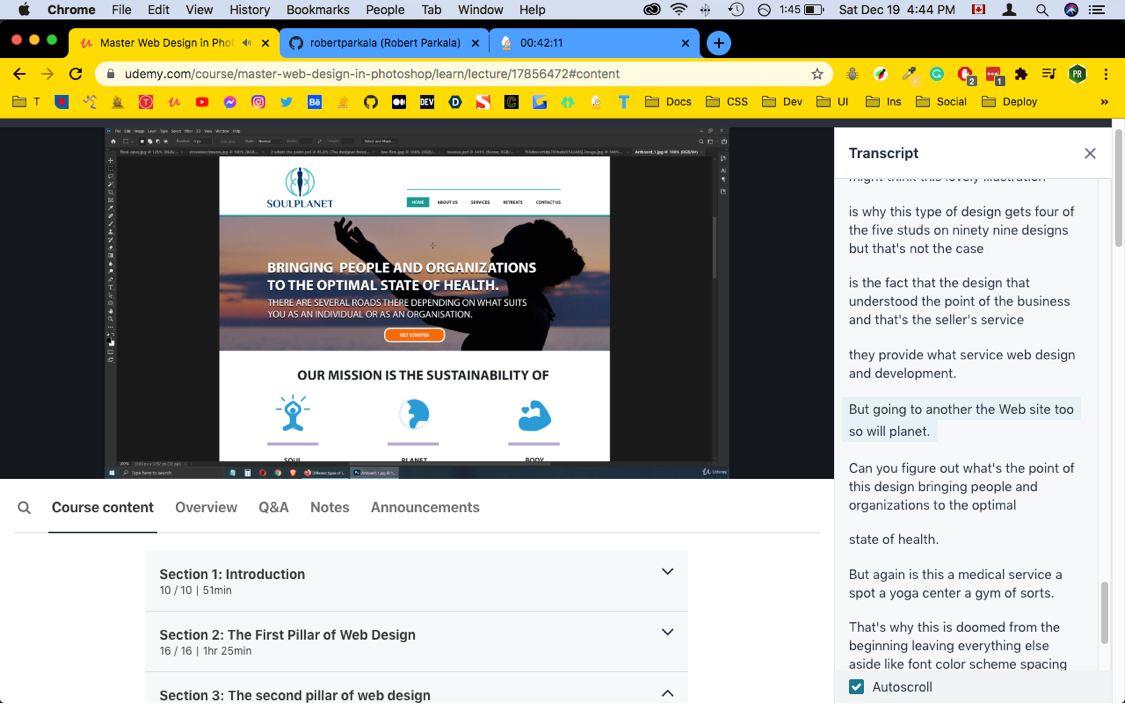 Chrome File Edit View History Bookmarks People Tab Window Help 1:45 Sat Dec 19 4:44 PM
Master Web Design in Phot
robertparkala (Robert Parkala)
00:42:11
udemy.com/course/master-web-design-in-photoshop/learn/lecture/17856472#content
2 1 PR
T Docs CSS Dev UI Ins Social Deploy »
SOULPLANET
HOME ABOUT US SERVICES RETREATS CONTACT US
BRINGING PEOPLE AND ORGANIZATIONS
TO THE OPTIMAL STATE OF HEALTH.
THERE ARE SEVERAL ROADS THERE DEPENDING ON WHAT SUITS
YOU AS AN INDIVIDUAL OR AS AN ORGANISATION,
GET STARTED
OUR MISSION IS THE SUSTAINABILITY OF
SOUL PLANET BODY
Type here to search
Transcript
might think this lovely illustration
is why this type of design gets four of
the five studs on ninety nine designs
but that's not the case
is the fact that the design that
understood the point of the business
and that's the seller's service
they provide what service web design
and development.
But going to another the Web site too
so will planet.
Can you figure out what's the point of
this design bringing people and
organizations to the optimal
state of health.
But again is this a medical service a
spot a yoga center a gym of sorts.
That's why this is doomed from the
beginning leaving everything else
aside like font color scheme spacing
Autoscroll
Course content Overview Q&A Notes Announcements
Section 1: Introduction
10 / 10 | 51min
Section 2: The First Pillar of Web Design
16 / 16 | 1hr 25min
Section 3: The second pillar of web design